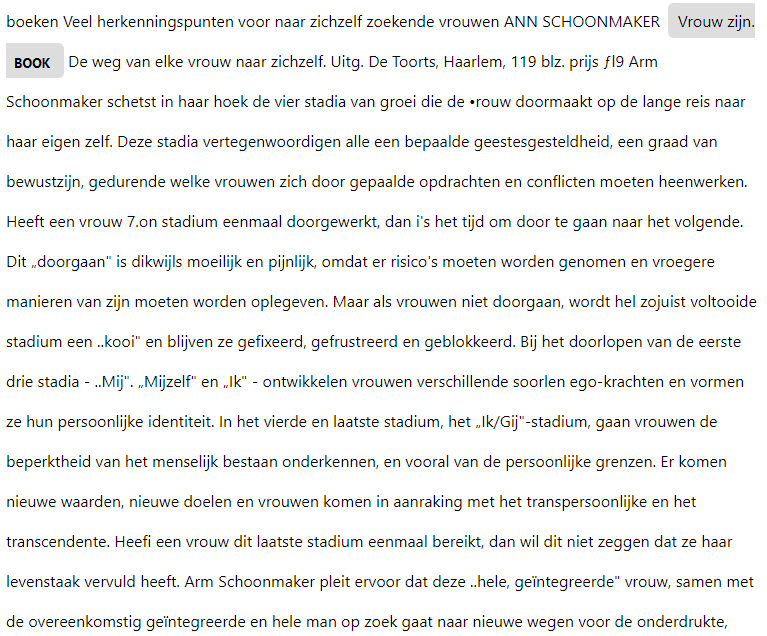 boeken Veel herkenningspunten voor naar zichzelf zoekende vrouwen ANN SCHOONMAKER Vrouw zijn.
BOOK De weg van elke vrouw naar zichzelf. Uitg. De Toorts, Haarlem, 119 blz. prijs ƒl9 Arm
Schoonmaker schetst in haar hoek de vier stadia van groei die de •rouw doormaakt op de lange reis naar
haar eigen zelf. Deze stadia vertegenwoordigen alle een bepaalde geestesgesteldheid, een graad van
bewustzijn, gedurende welke vrouwen zich door gepaalde opdrachten en conflicten moeten heenwerken.
Heeft een vrouw 7.on stadium eenmaal doorgewerkt, dan i's het tijd om door te gaan naar het volgende.
Dit „doorgaan" is dikwijls moeilijk en pijnlijk, omdat er risico's moeten worden genomen en vroegere
manieren van zijn moeten worden oplegeven. Maar als vrouwen niet doorgaan, wordt hel zojuist voltooide
stadium een ..kooi" en blijven ze gefixeerd, gefrustreerd en geblokkeerd. Bij het doorlopen van de eerste
drie stadia - ..Mij". „Mijzelf" en „Ik" - ontwikkelen vrouwen verschillende soorlen ego-krachten en vormen
ze hun persoonlijke identiteit. In het vierde en laatste stadium, het „Ik/Gij"-stadium, gaan vrouwen de
beperktheid van het menselijk bestaan onderkennen, en vooral van de persoonlijke grenzen. Er komen
nieuwe waarden, nieuwe doelen en vrouwen komen in aanraking met het transpersoonlijke en het
transcendente. Heefi een vrouw dit laatste stadium eenmaal bereikt, dan wil dit niet zeggen dat ze haar
levenstaak vervuld heeft. Arm Schoonmaker pleit ervoor dat deze ..hele, geïntegreerde" vrouw, samen met
de overeenkomstig geïntegreerde en hele man op zoek gaat naar nieuwe wegen voor de onderdrukte,